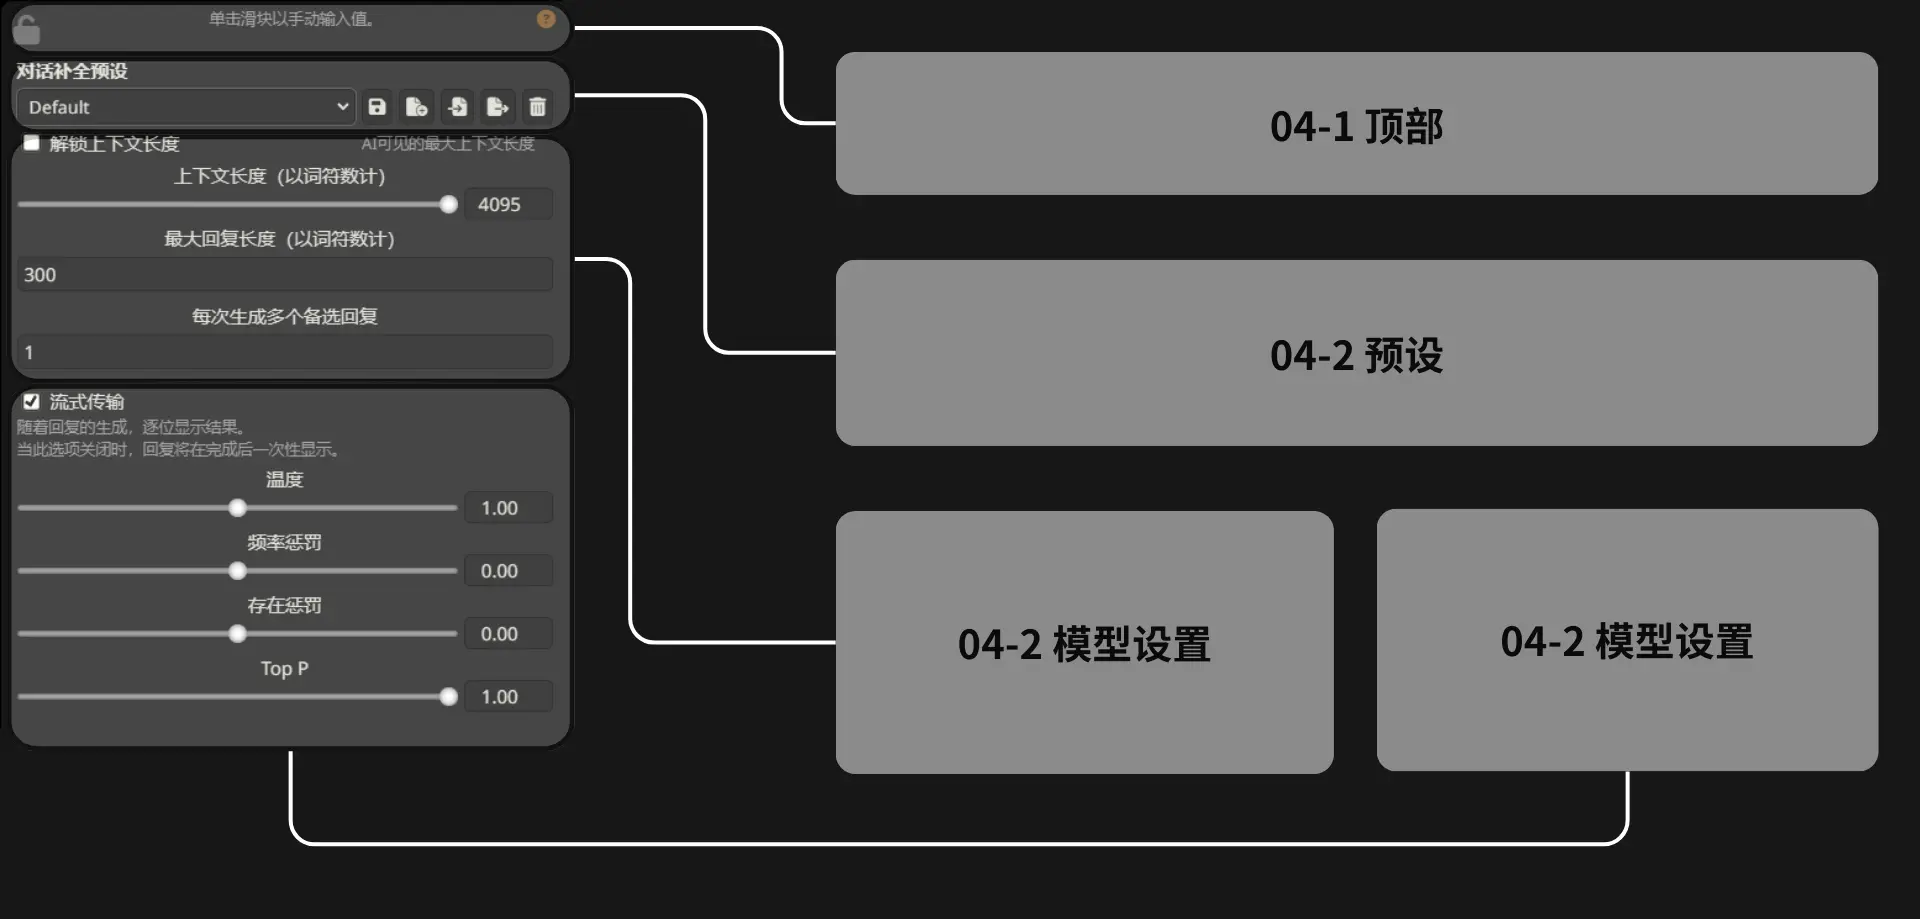 单击滑块以手动输入值。
?
对话补全预设
Default
解锁上下文长度
AI可见的最大上下文长度
上下文长度（以词符数计）
4095
最大回复长度（以词符数计）
300
每次生成多个备选回复
1
流式传输
随着回复的生成，逐位显示结果。
当此选项关闭时，回复将在完成后一次性显示。
温度
1.00
频率惩罚
0.00
存在惩罚
0.00
Top P
1.00
04-1 顶部
04-2 预设
04-2 模型设置
04-2 模型设置